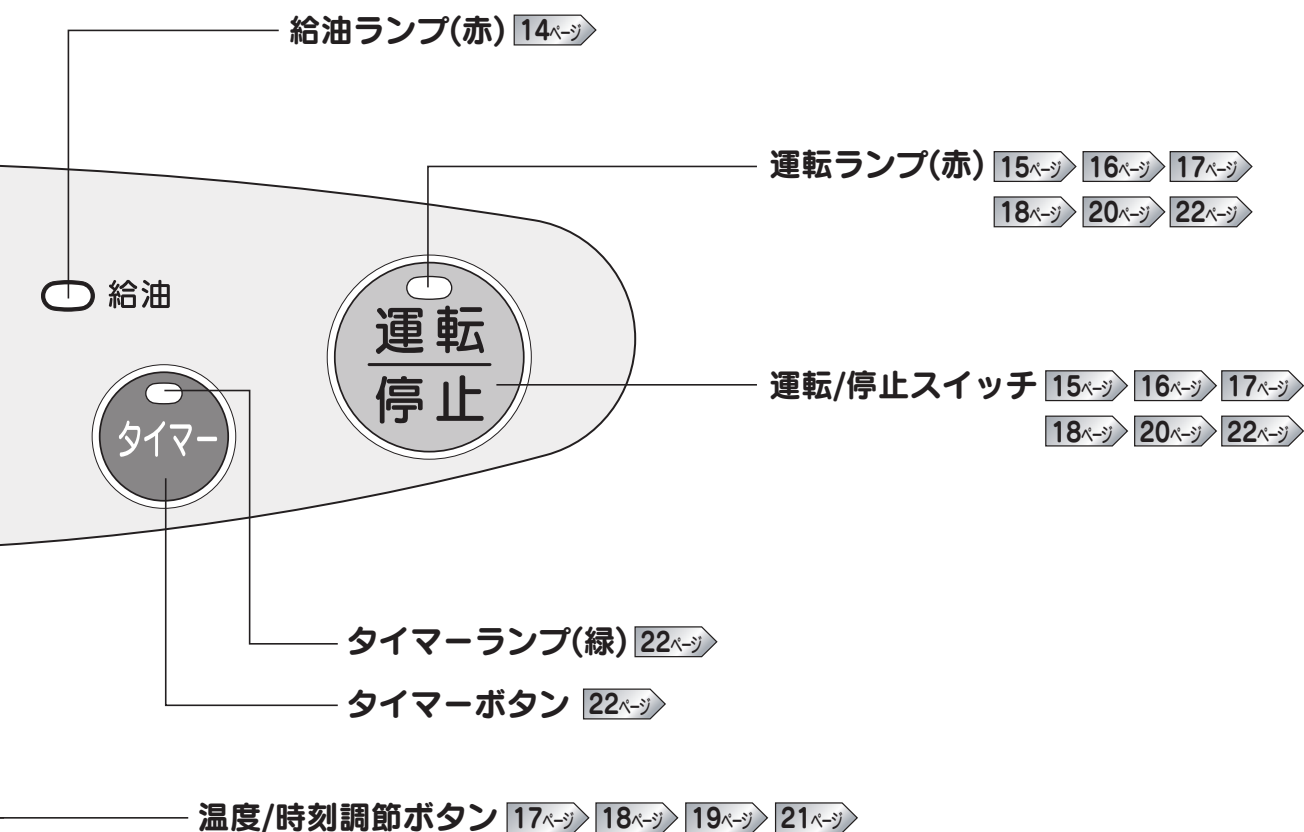 給油ランプ(赤) 14ページ
運転ランプ(赤) 15ページ 16ページ 17ページ
18ページ 20ページ 22ページ
給油
運転
停止
運転/停止スイッチ 15ページ 16ページ 17ページ
18ページ 20ページ 22ページ
タイマー
タイマーランプ(緑) 22ページ
タイマーボタン 22ページ
温度/時刻調節ボタン 17ページ 18ページ 19ページ 21ページ